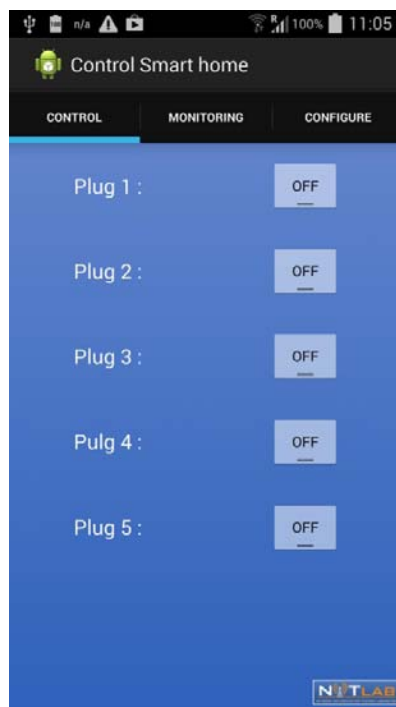 n/a 100% 11:05
Control Smart home
CONTROL MONITORING CONFIGURE
Plug 1 : OFF
Plug 2 : OFF
Plug 3 : OFF
Pulg 4 : OFF
Plug 5 : OFF